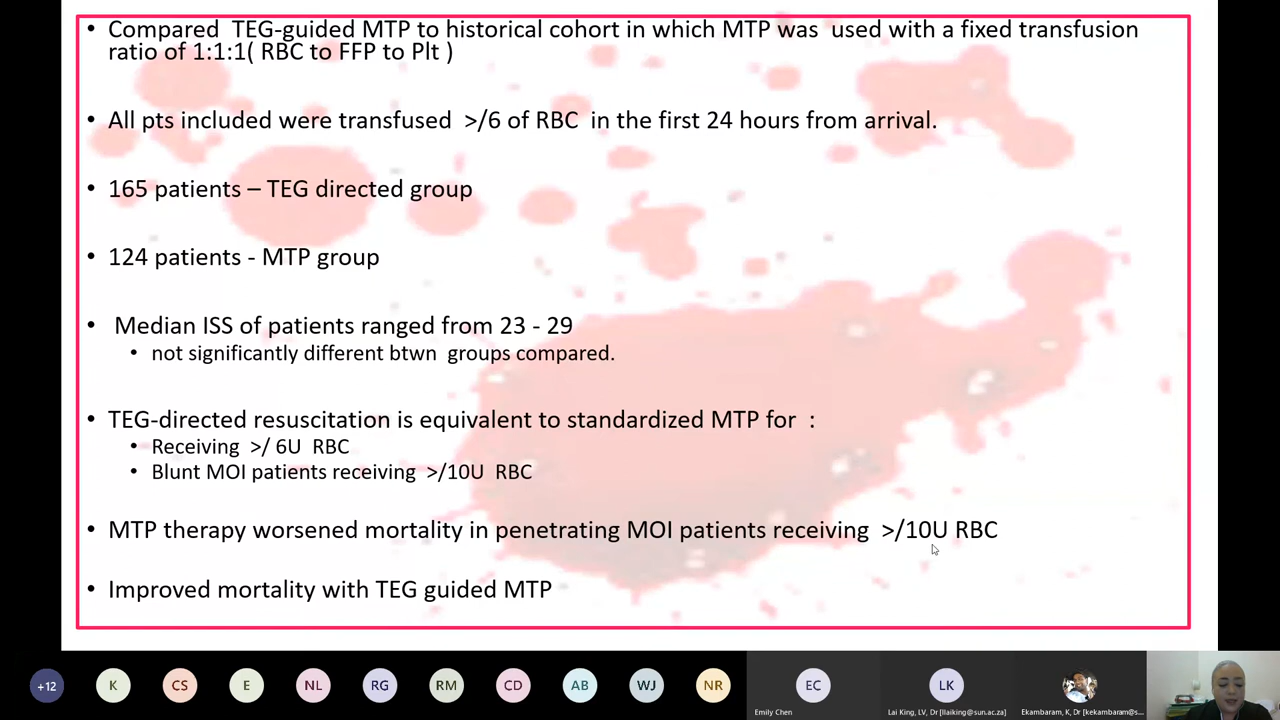 • Compared TEG-guided MTP to historical cohort in which MTP was used with a fixed transfusion
ratio of 1:1:1( RBC to FFP to Plt )
• All pts included were transfused >/6 of RBC in the first 24 hours from arrival.
• 165 patients – TEG directed group
• 124 patients - MTP group
• Median ISS of patients ranged from 23 - 29
• not significantly different btwn groups compared.
• TEG-directed resuscitation is equivalent to standardized MTP for :
• Receiving >/ 6U RBC
• Blunt MOI patients receiving >/10U RBC
• MTP therapy worsened mortality in penetrating MOI patients receiving >/10U RBC
• Improved mortality with TEG guided MTP
+12 K CS E NL RG RM CD AB WJ NR EC LK
Emily Chen Lai King, LV, Dr [llaiking@sun.ac.za] Ekambaram, K, Dr [kekambaram@s...